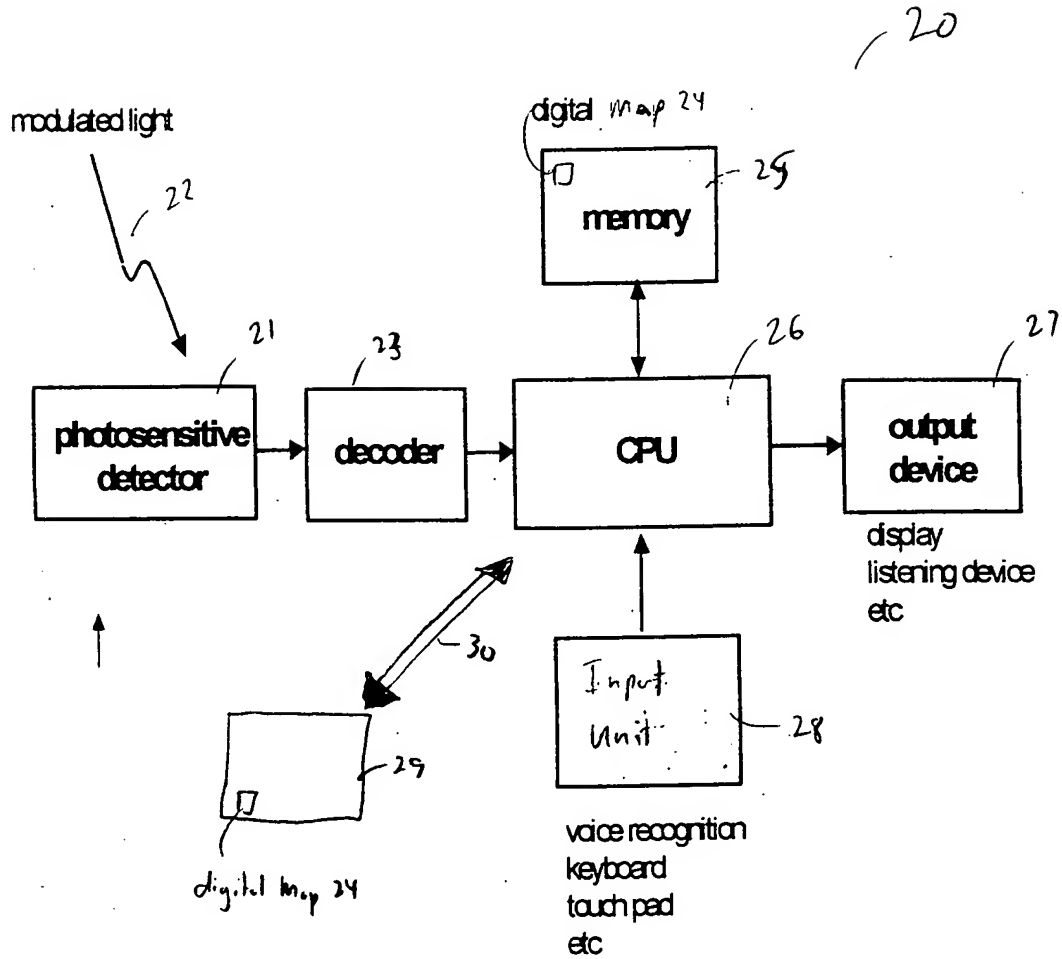 20
modulated light
22
digital map 24
25
memory
21
23
26
27
photosensitive
detector
decoder
CPU
output
device
display
listening device
etc
30
Input
Unit
28
29
digital map 24
voice recognition
keyboard
touch pad
etc